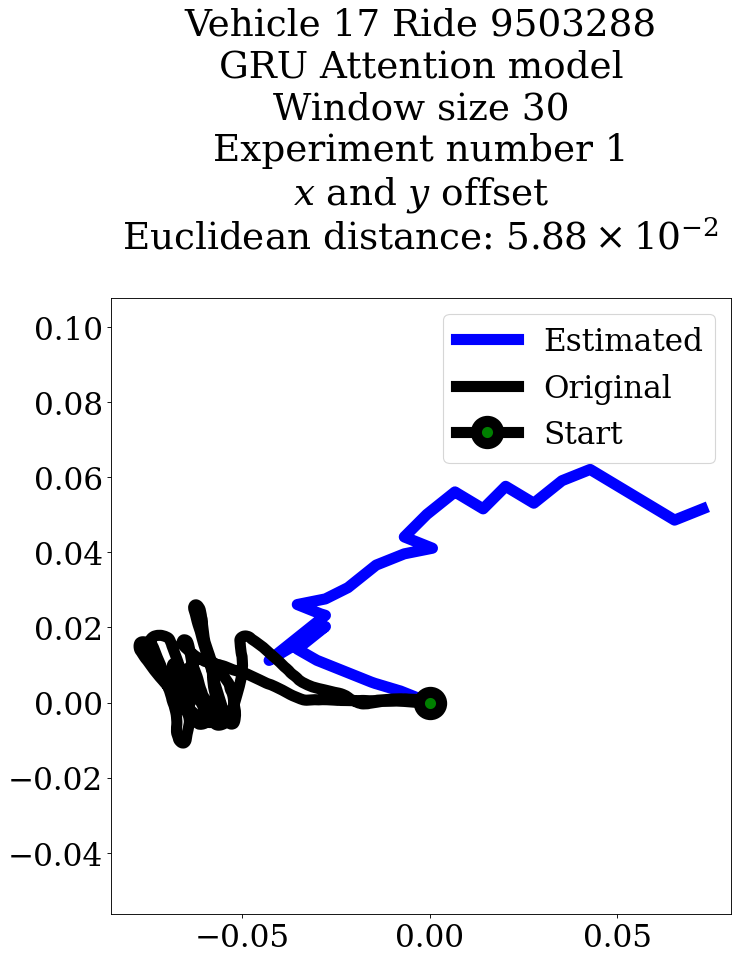 Vehicle 17 Ride 9503288
GRU Attention model
Window size 30
Experiment number 1
x and y offset
Euclidean distance: 5.88 × 10⁻²
Estimated
Original
Start
0.10
0.08
0.06
0.04
0.02
0.00
−0.02
−0.04
−0.05 0.00 0.05